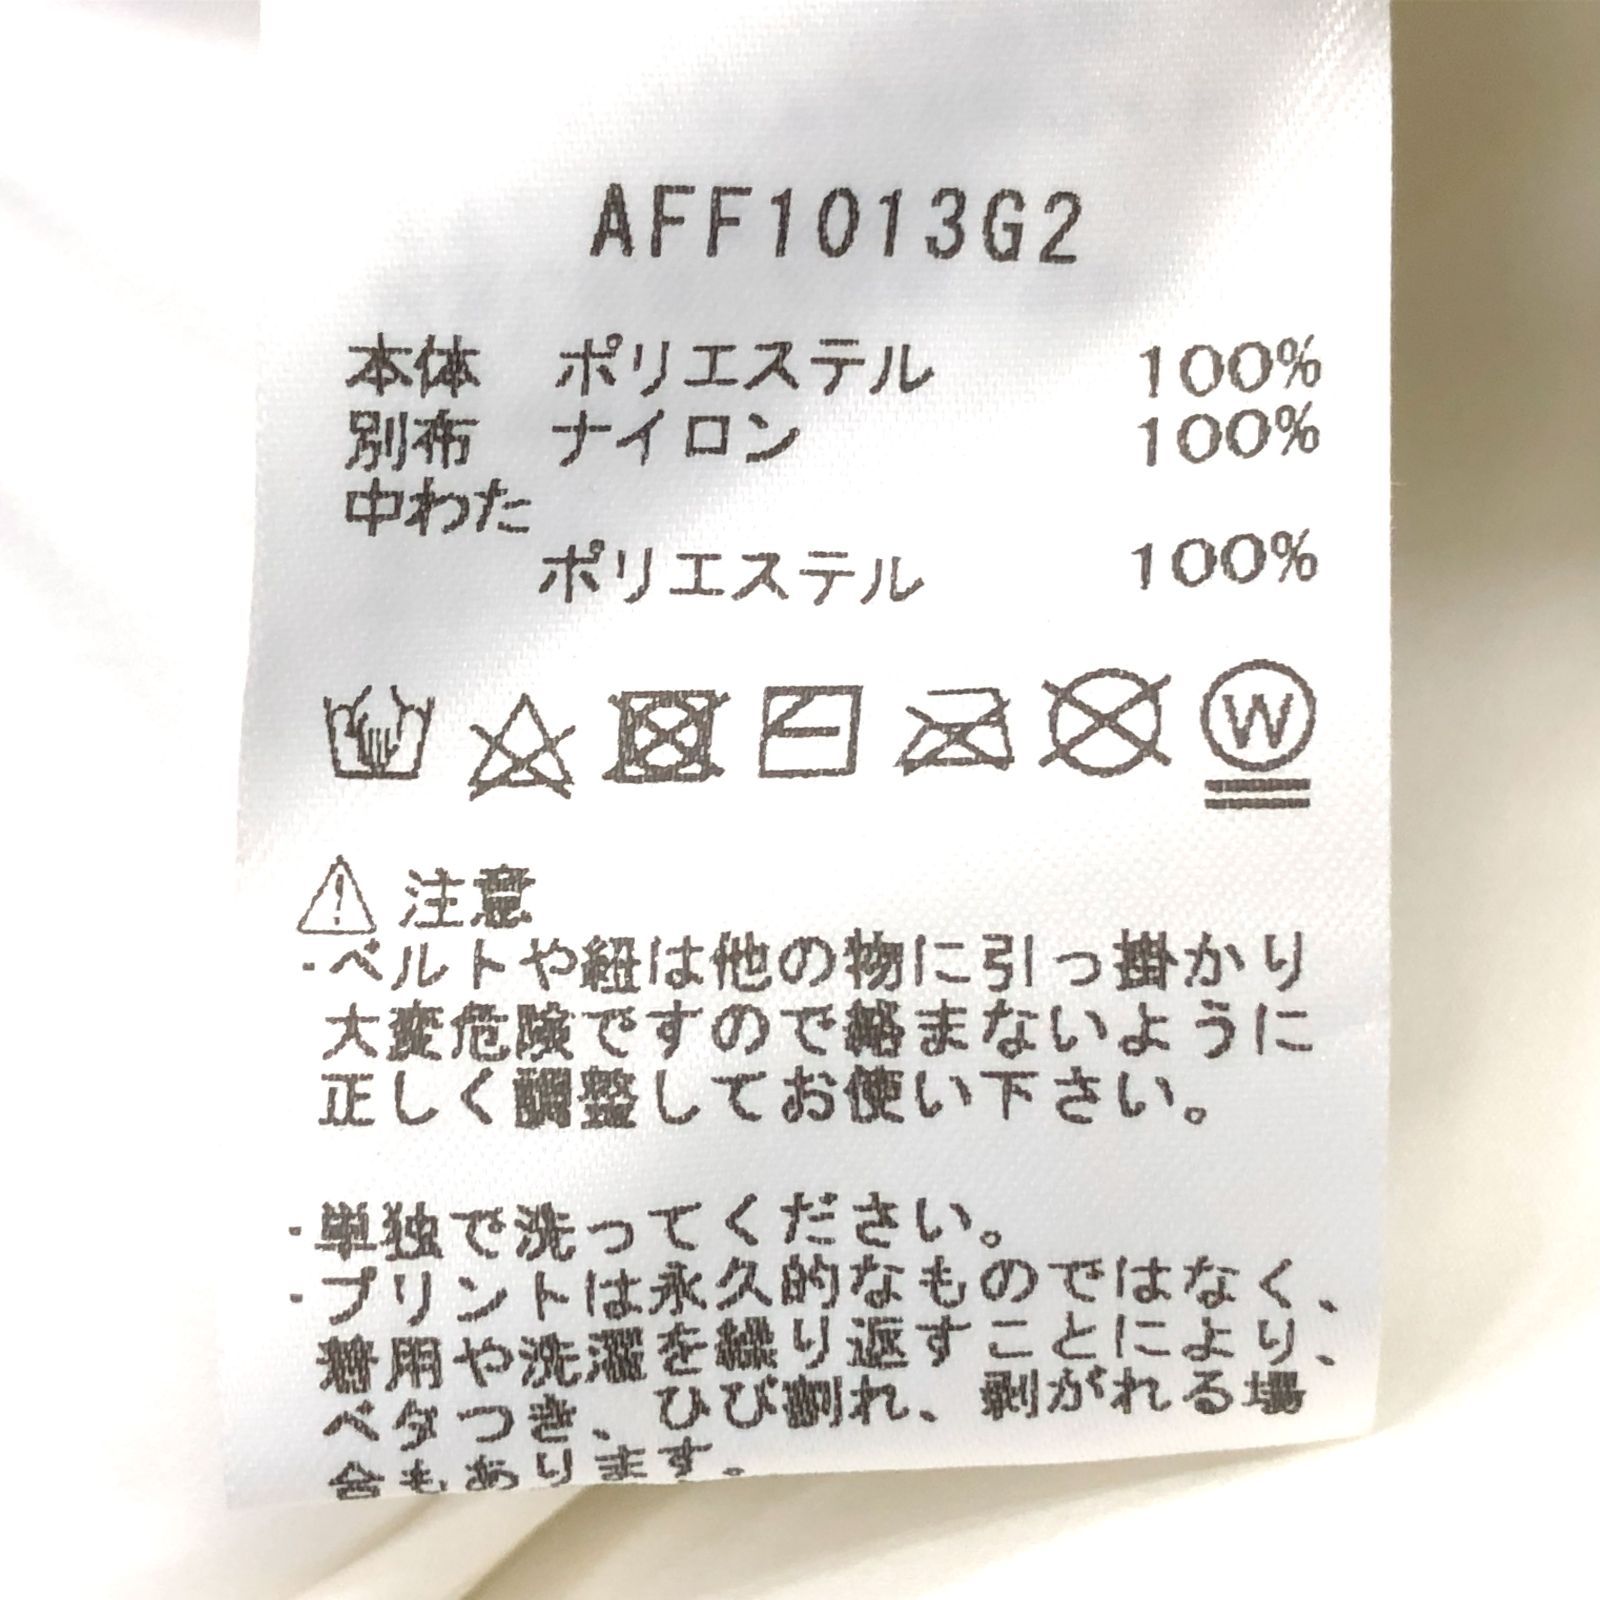 AFF1013G2
本体 ポリエステル 100%
別布 ナイロン 100%
中わた
ポリエステル 100%
W
注意
・ベルトや紐は他の物に引っ掛かり
大変危険ですので絡まないように
正しく調整してお使い下さい。
・単独で洗ってください。
・プリントは永久的なものではなく、
着用や洗濯を繰り返すことにより、
ベタつき、ひび割れ、剥がれる場
合もあります。